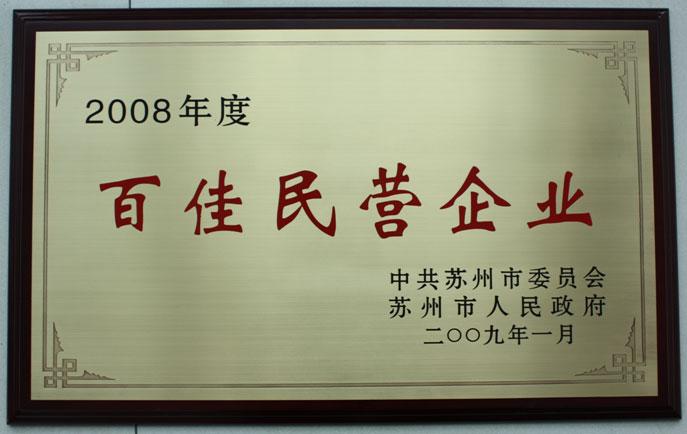 2008年度
百佳民营企业
中共苏州市委员会
苏州市人民政府
二〇〇九年一月